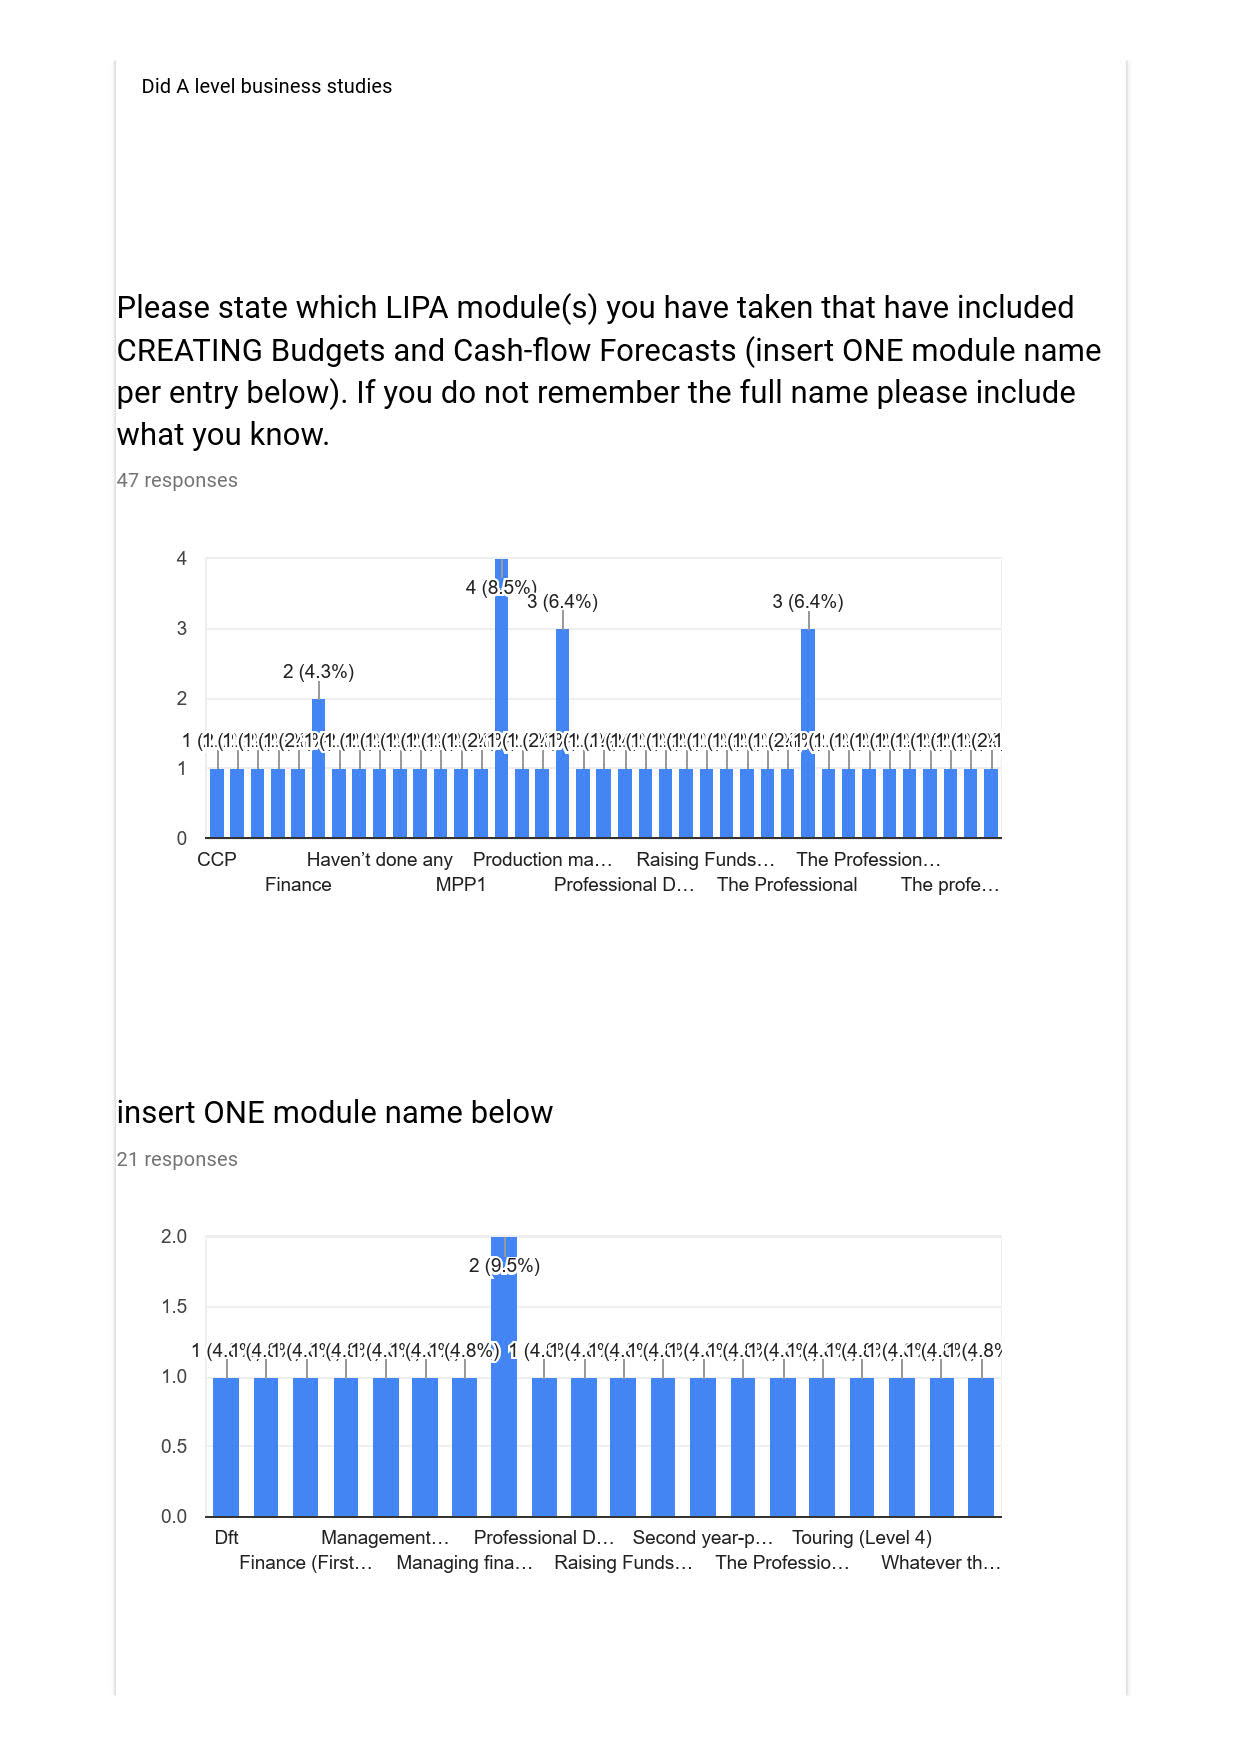 Did A level business studies
Please state which LIPA module(s) you have taken that have included
CREATING Budgets and Cash-flow Forecasts (insert ONE module name
per entry below). If you do not remember the full name please include
what you know.
47 responses
4
4 (8.5%)
3 (6.4%)
3 (6.4%)
3
2 (4.3%)
2
1
0
CCP
Haven’t done any
Production ma…
Raising Funds…
The Profession…
Finance
MPP1
Professional D…
The Professional
The profe…
insert ONE module name below
21 responses
2.0
2 (9.5%)
1.5
1.0
0.5
0.0
Dft
Management…
Professional D…
Second year-p…
Touring (Level 4)
Finance (First…
Managing fina…
Raising Funds…
The Professio…
Whatever th…